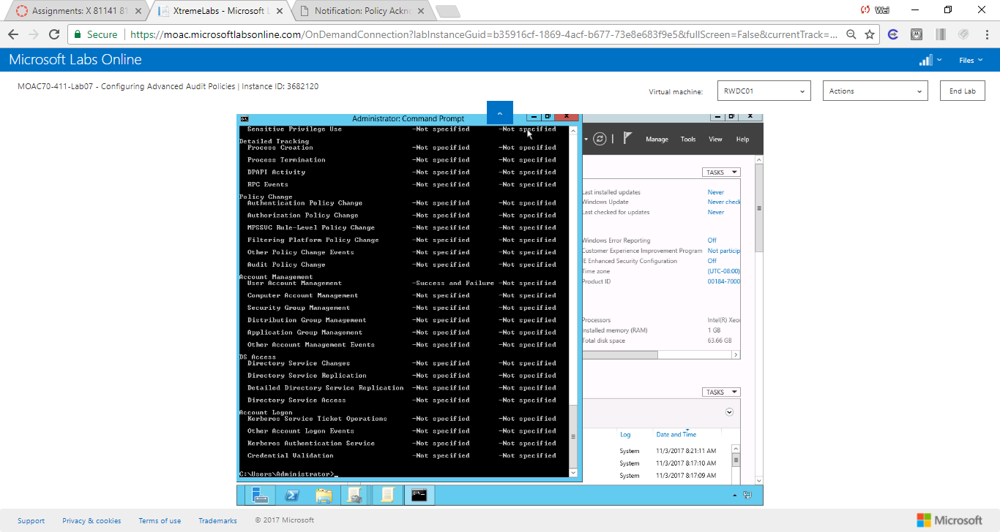 Assignments: X 81141 81
XtremeLabs - Microsoft L
Notification: Policy Ackno
Wei
Secure https://moac.microsoftlabsonline.com/OnDemandConnection?labInstanceGuid=b35916cf-1869-4acf-b677-73e8e683f9e5&fullScreen=False&currentTrack=...
Microsoft Labs Online
Files
MOAC70-411-Lab07 - Configuring Advanced Audit Policies | Instance ID: 3682120
Virtual machine: RWDC01 Actions End Lab
Administrator: Command Prompt
Sensitive Privilege Use -Not specified -Not specified
Detailed Tracking
Process Creation -Not specified -Not specified
Process Termination -Not specified -Not specified
DPAPI Activity -Not specified -Not specified
RPC Events -Not specified -Not specified
Policy Change
Authentication Policy Change -Not specified -Not specified
Authorization Policy Change -Not specified -Not specified
MPSSVC Rule-Level Policy Change -Not specified -Not specified
Filtering Platform Policy Change -Not specified -Not specified
Other Policy Change Events -Not specified -Not specified
Audit Policy Change -Not specified -Not specified
Account Management
User Account Management -Success and Failure -Not specified
Computer Account Management -Not specified -Not specified
Security Group Management -Not specified -Not specified
Distribution Group Management -Not specified -Not specified
Application Group Management -Not specified -Not specified
Other Account Management Events -Not specified -Not specified
DS Access
Directory Service Changes -Not specified -Not specified
Directory Service Replication -Not specified -Not specified
Detailed Directory Service Replication -Not specified -Not specified
Directory Service Access -Not specified -Not specified
Account Logon
Kerberos Service Ticket Operations -Not specified -Not specified
Other Account Logon Events -Not specified -Not specified
Kerberos Authentication Service -Not specified -Not specified
Credential Validation -Not specified -Not specified
C:\Users\Administrator>_
Manage Tools View Help
TASKS
Last installed updates Never
Windows Update Never check
Last checked for updates Never
Windows Error Reporting Off
Customer Experience Improvement Program Not particip
IE Enhanced Security Configuration Off
Time zone (UTC-08:00)
Product ID 00184-7000
Processors Intel(R) Xeo
Installed memory (RAM) 1 GB
Total disk space 63.66 GB
TASKS
Log Date and Time
System 11/3/2017 8:21:11 AM
System 11/3/2017 8:17:10 AM
System 11/3/2017 8:17:09 AM
Support Privacy & cookies Terms of use Trademarks © 2017 Microsoft
Microsoft